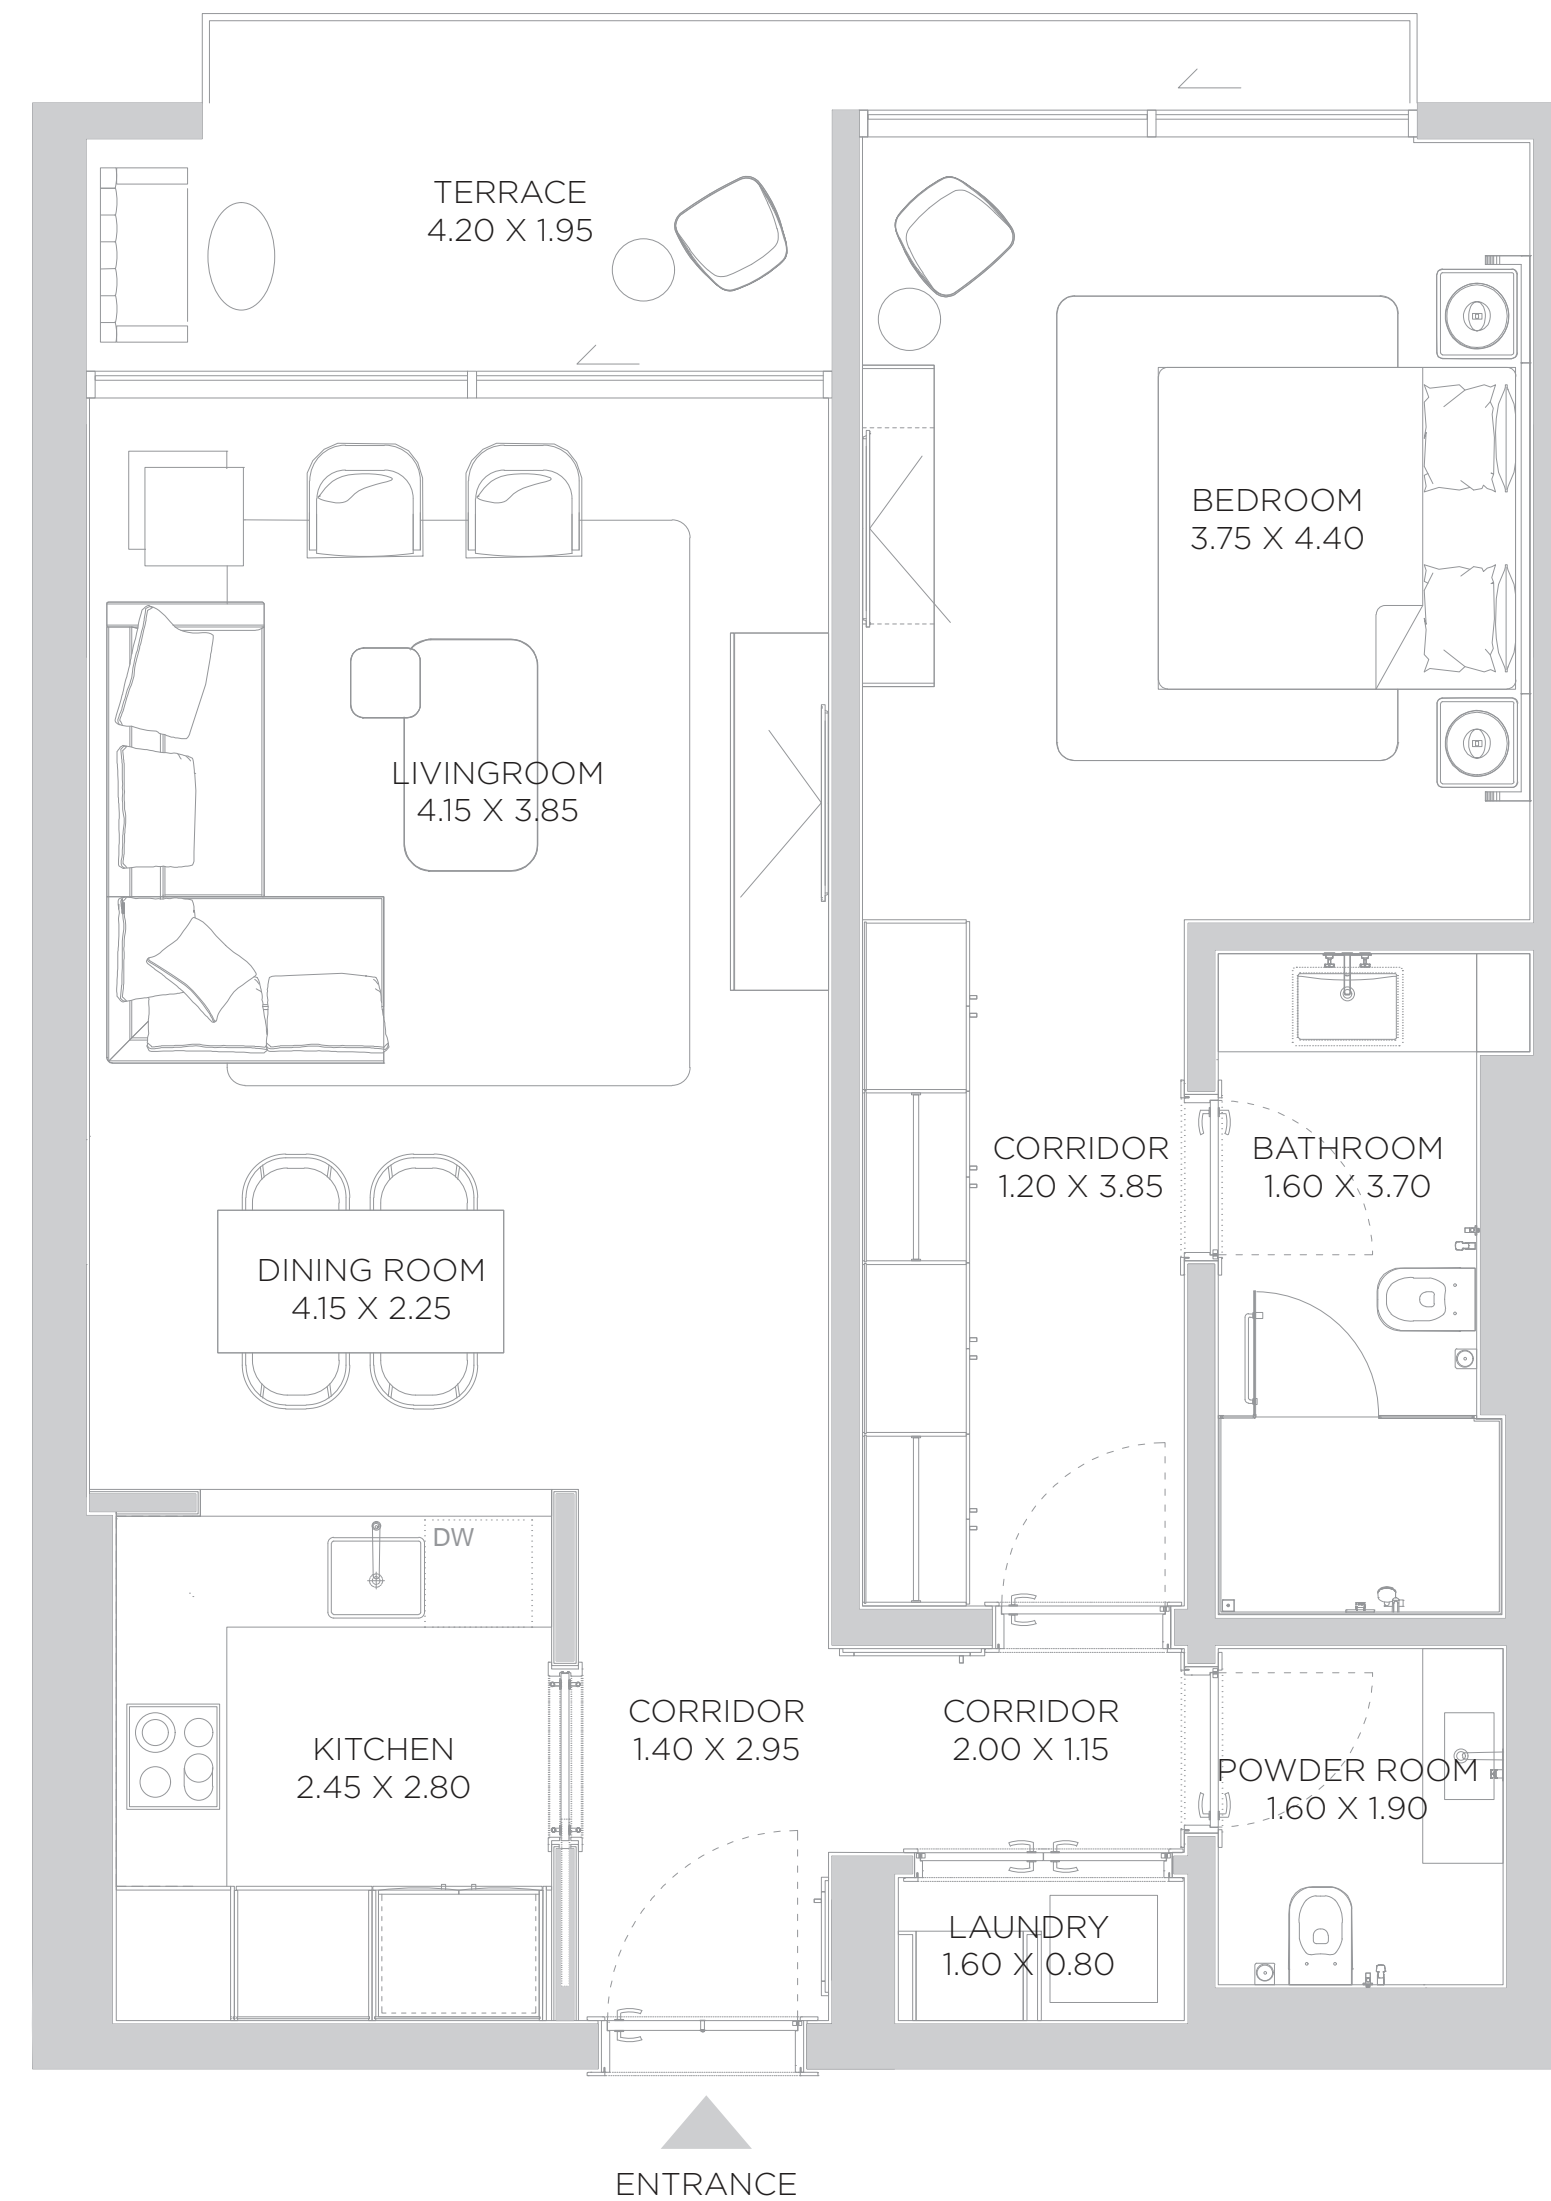 TERRACE
4.20 X 1.95
BEDROOM
3.75 X 4.40
LIVINGROOM
4.15 X 3.85
CORRIDOR
1.20 X 3.85
BATHROOM
1.60 X 3.70
DINING ROOM
4.15 X 2.25
DW
KITCHEN
2.45 X 2.80
CORRIDOR
1.40 X 2.95
CORRIDOR
2.00 X 1.15
POWDER ROOM
1.60 X 1.90
LAUNDRY
1.60 X 0.80
ENTRANCE